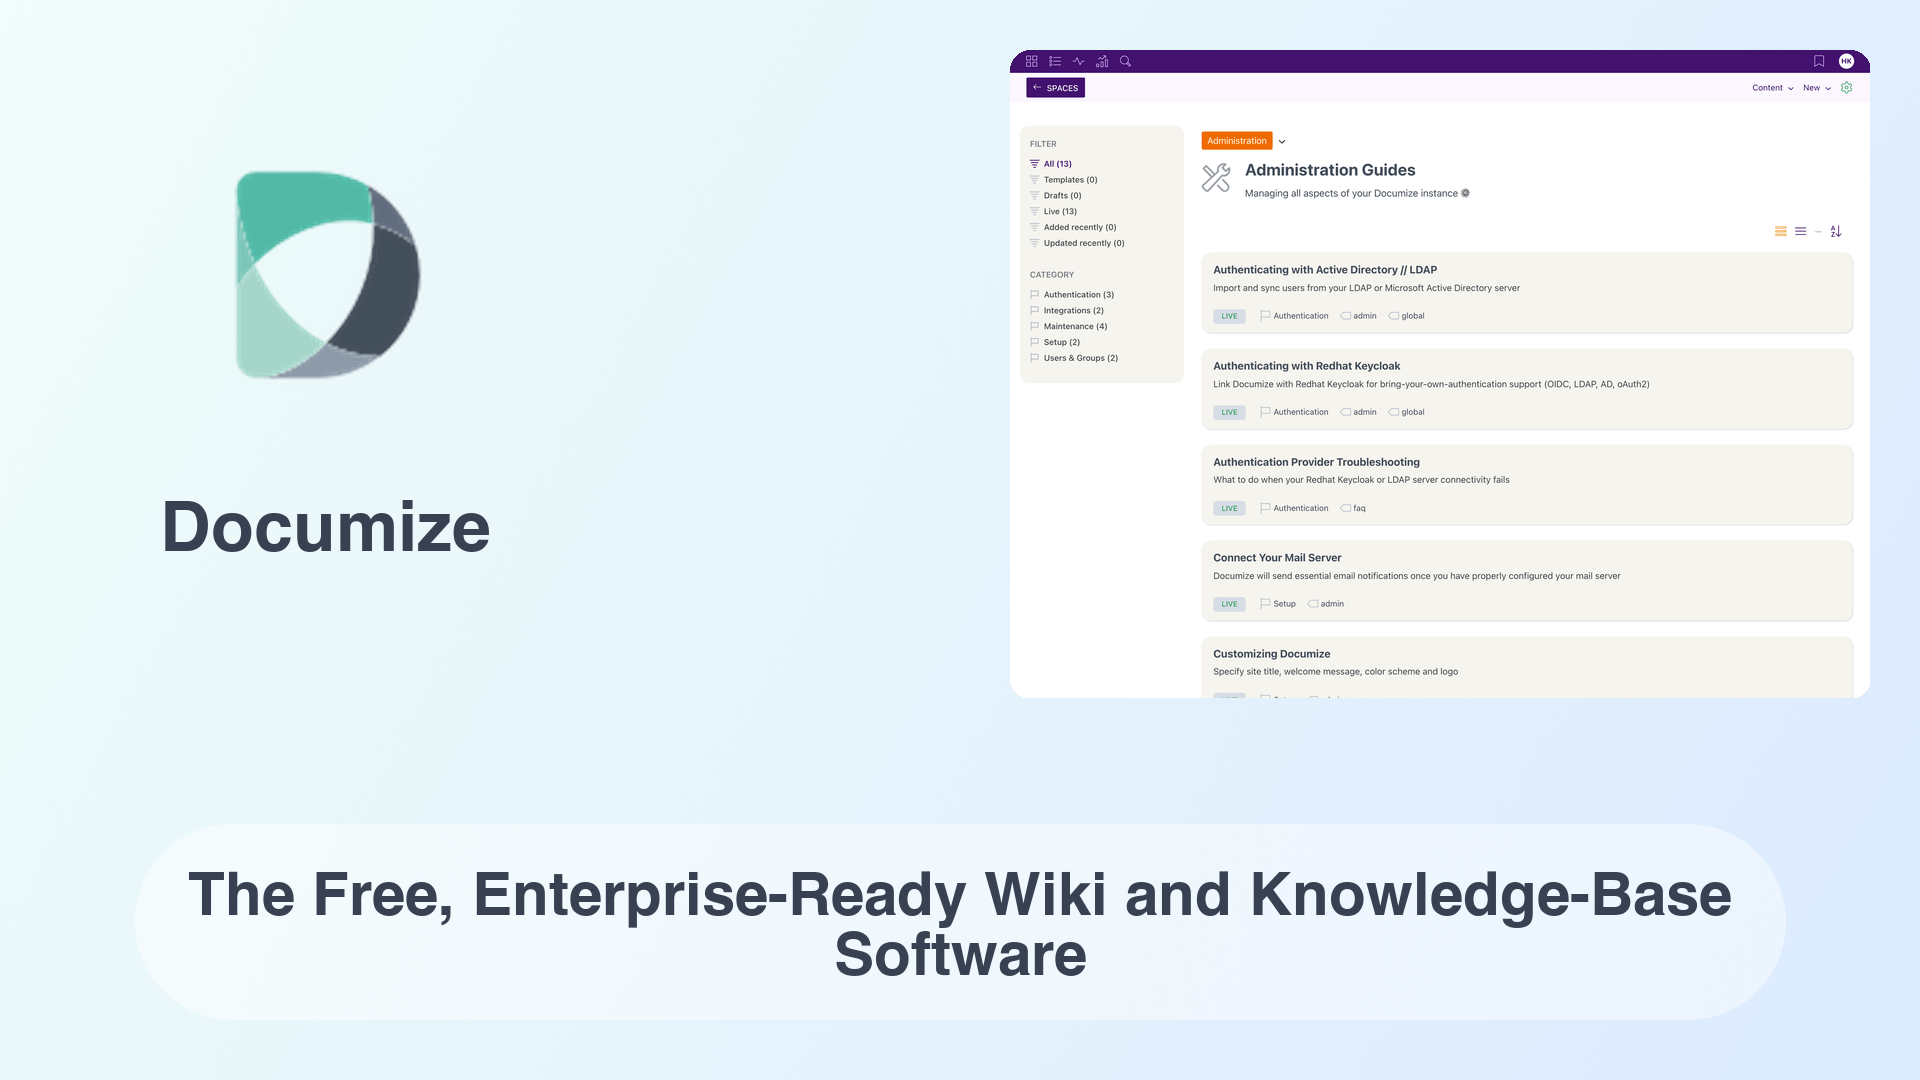 Documize
HK
SPACES
Content
New
FILTER
All (13)
Templates (0)
Drafts (0)
Live (13)
Added recently (0)
Updated recently (0)
CATEGORY
Authentication (3)
Integrations (2)
Maintenance (4)
Setup (2)
Users & Groups (2)
Administration
Administration Guides
Managing all aspects of your Documize instance
Authenticating with Active Directory // LDAP
Import and sync users from your LDAP or Microsoft Active Directory server
LIVE Authentication admin global
Authenticating with Redhat Keycloak
Link Documize with Redhat Keycloak for bring-your-own-authentication support (OIDC, LDAP, AD, oAuth2)
LIVE Authentication admin global
Authentication Provider Troubleshooting
What to do when your Redhat Keycloak or LDAP server connectivity fails
LIVE Authentication faq
Connect Your Mail Server
Documize will send essential email notifications once you have properly configured your mail server
LIVE Setup admin
Customizing Documize
Specify site title, welcome message, color scheme and logo
The Free, Enterprise-Ready Wiki and Knowledge-Base
Software